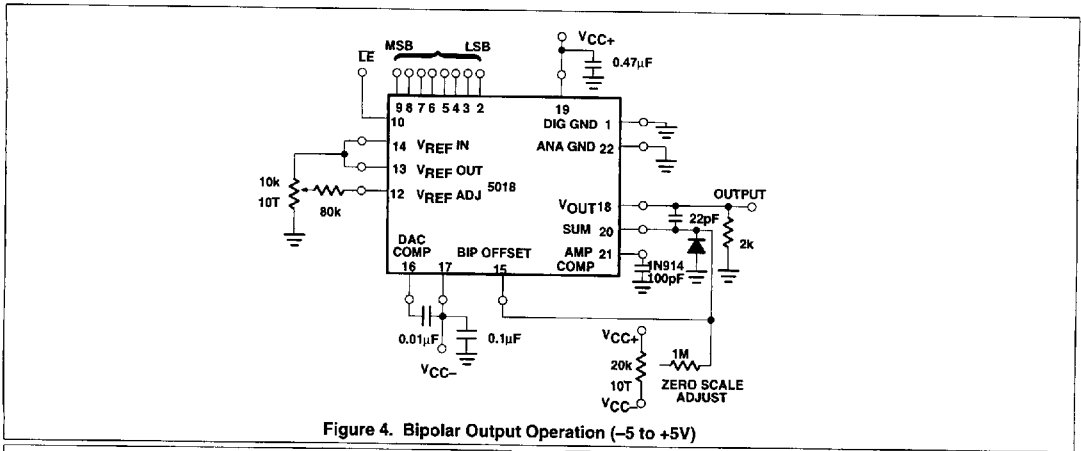 VCC+
MSB LSB
LE
0.47µF
9 8 7 6 5 4 3 2
19
10
DIG GND 1
14 VREF IN
ANA GND 22
13 VREF OUT
10k
10T
80k
12 VREF ADJ
5018
VOUT 18
OUTPUT
22pF
SUM 20
2k
DAC
COMP
BIP OFFSET
AMP
COMP
21
16 17 15
1N914
100pF
0.01µF
0.1µF
VCC–
VCC+
20k
10T
VCC–
1M
ZERO SCALE
ADJUST
Figure 4. Bipolar Output Operation (–5 to +5V)